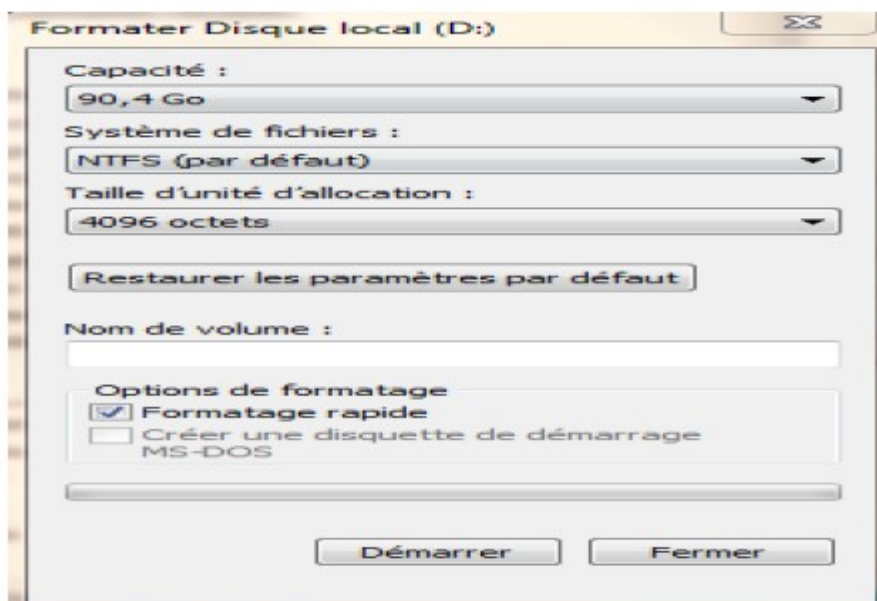 Formater Disque local (D:)
Capacité :
90,4 Go
Système de fichiers :
NTFS (par défaut)
Taille d'unité d'allocation :
4096 octets
Restaurer les paramètres par défaut
Nom de volume :
Options de formatage
Formatage rapide
Créer une disquette de démarrage
MS-DOS
Démarrer
Fermer